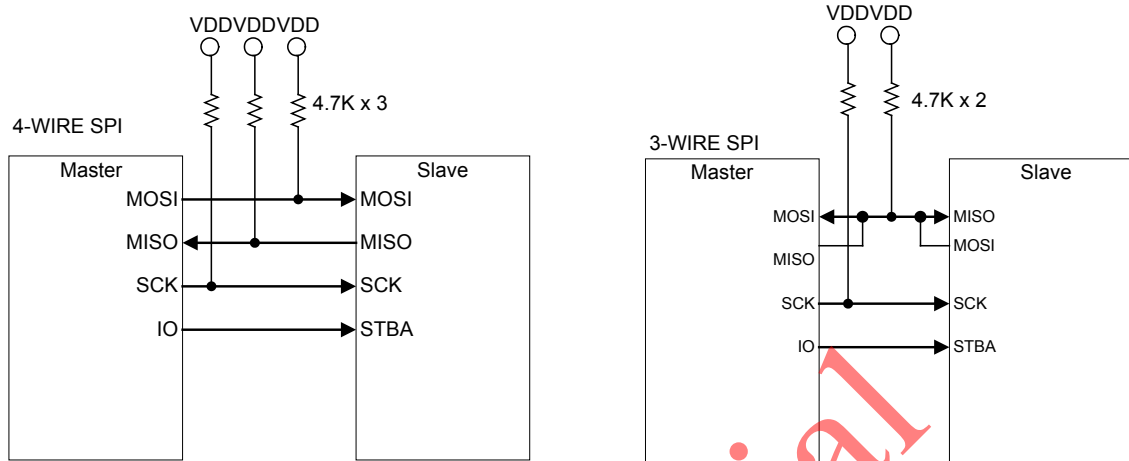 VDDVDDVDD
4.7K x 3
4-WIRE SPI
Master
Slave
MOSI
MOSI
MISO
MISO
SCK
SCK
IO
STBA
VDDVDD
4.7K x 2
3-WIRE SPI
Master
Slave
MOSI
MISO
MISO
MOSI
SCK
SCK
IO
STBA
ial